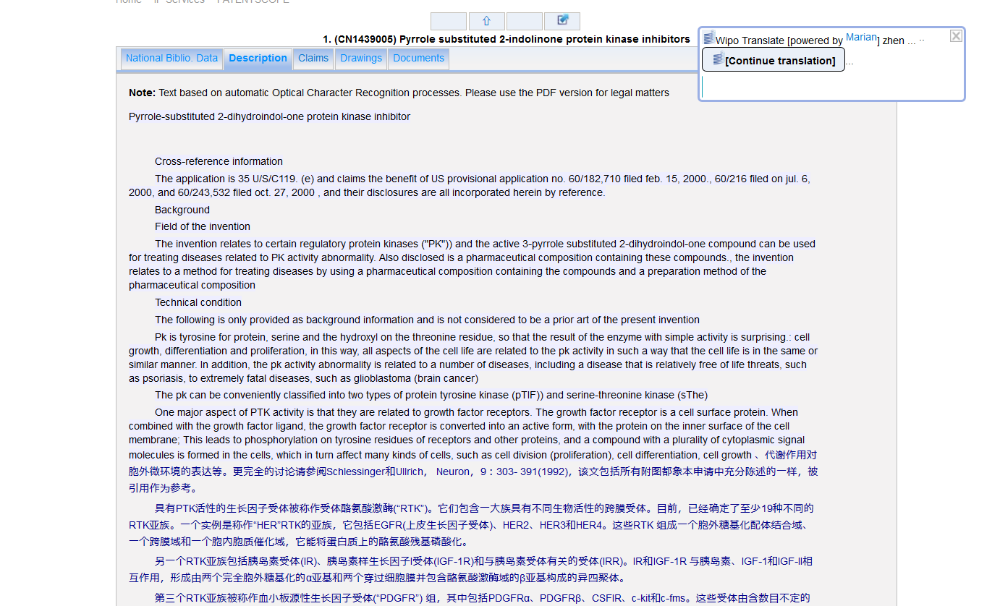 Home IP Services PATENTSCOPE
1. (CN1439005) Pyrrole substituted 2-indolinone protein kinase inhibitors
Wipo Translate [powered by Marian] zhen ... ..
[Continue translation] ...
National Biblio. Data Description Claims Drawings Documents
Note: Text based on automatic Optical Character Recognition processes. Please use the PDF version for legal matters
Pyrrole-substituted 2-dihydroindol-one protein kinase inhibitor
Cross-reference information
The application is 35 U/S/C119. (e) and claims the benefit of US provisional application no. 60/182,710 filed feb. 15, 2000., 60/216 filed on jul. 6,
2000, and 60/243,532 filed oct. 27, 2000 , and their disclosures are all incorporated herein by reference.
Background
Field of the invention
The invention relates to certain regulatory protein kinases ("PK")) and the active 3-pyrrole substituted 2-dihydroindol-one compound can be used
for treating diseases related to PK activity abnormality. Also disclosed is a pharmaceutical composition containing these compounds., the invention
relates to a method for treating diseases by using a pharmaceutical composition containing the compounds and a preparation method of the
pharmaceutical composition
Technical condition
The following is only provided as background information and is not considered to be a prior art of the present invention
Pk is tyrosine for protein, serine and the hydroxyl on the threonine residue, so that the result of the enzyme with simple activity is surprising.: cell
growth, differentiation and proliferation, in this way, all aspects of the cell life are related to the pk activity in such a way that the cell life is in the same or
similar manner. In addition, the pk activity abnormality is related to a number of diseases, including a disease that is relatively free of life threats, such
as psoriasis, to extremely fatal diseases, such as glioblastoma (brain cancer)
The pk can be conveniently classified into two types of protein tyrosine kinase (pTlF)) and serine-threonine kinase (sThe)
One major aspect of PTK activity is that they are related to growth factor receptors. The growth factor receptor is a cell surface protein. When
combined with the growth factor ligand, the growth factor receptor is converted into an active form, with the protein on the inner surface of the cell
membrane; This leads to phosphorylation on tyrosine residues of receptors and other proteins, and a compound with a plurality of cytoplasmic signal
molecules is formed in the cells, which in turn affect many kinds of cells, such as cell division (proliferation), cell differentiation, cell growth 、代谢作用对
胞外微环境的表达等。更完全的讨论请参阅Schlessinger和Ullrich， Neuron，9：303- 391(1992)，该文包括所有附图都象本申请中充分陈述的一样，被
引用作为参考。
具有PTK活性的生长因子受体被称作受体酪氨酸激酶(“RTK”)。它们包含一大族具有不同生物活性的跨膜受体。目前，已经确定了至少19种不同的
RTK亚族。一个实例是称作“HER”RTK的亚族，它包括EGFR(上皮生长因子受体)、HER2、HER3和HER4。这些RTK 组成一个胞外糖基化配体结合域、
一个跨膜域和一个胞内胞质催化域，它能将蛋白质上的酪氨酸残基磷酸化。
另一个RTK亚族包括胰岛素受体(IR)、胰岛素样生长因子I受体(IGF-1R)和与胰岛素受体有关的受体(IRR)。IR和IGF-1R 与胰岛素、IGF-1和IGF-II相
互作用，形成由两个完全胞外糖基化的α亚基和两个穿过细胞膜并包含酪氨酸激酶域的β亚基构成的异四聚体。
第三个RTK亚族被称作血小板源性生长因子受体(“PDGFR”) 组，其中包括PDGFRα、PDGFRβ、CSFIR、c-kit和c-fms。这些受体由含数目不定的